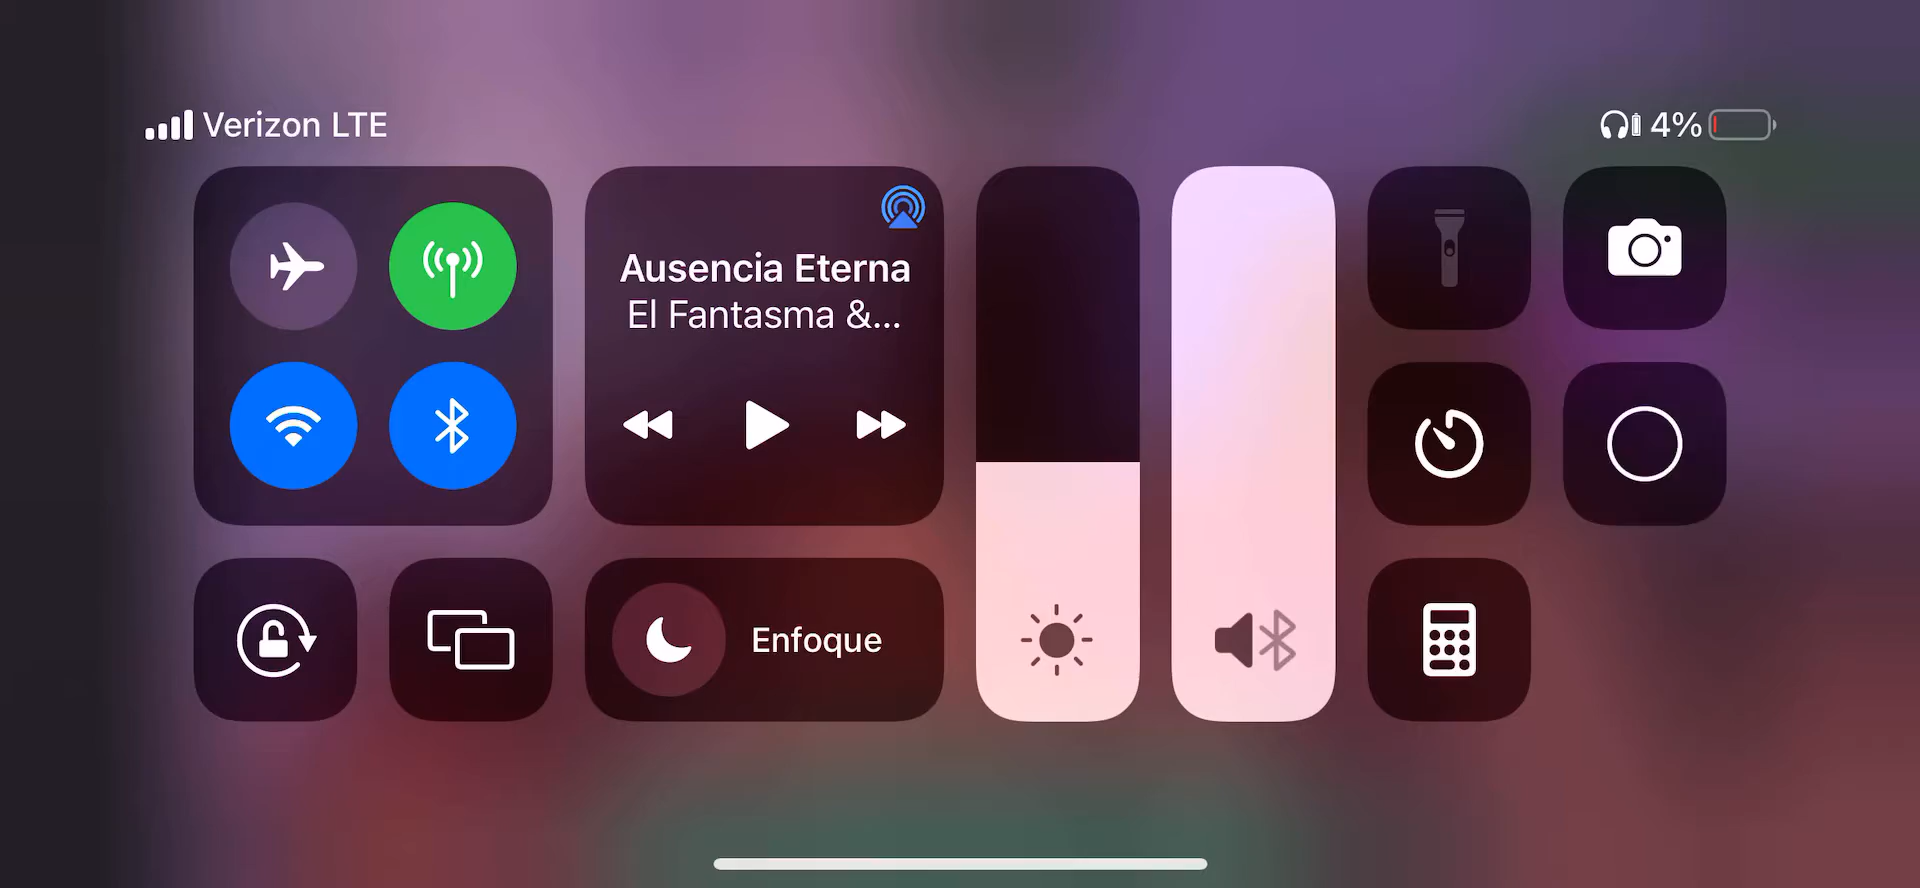 Verizon LTE
4%
Ausencia Eterna
El Fantasma &...
Enfoque